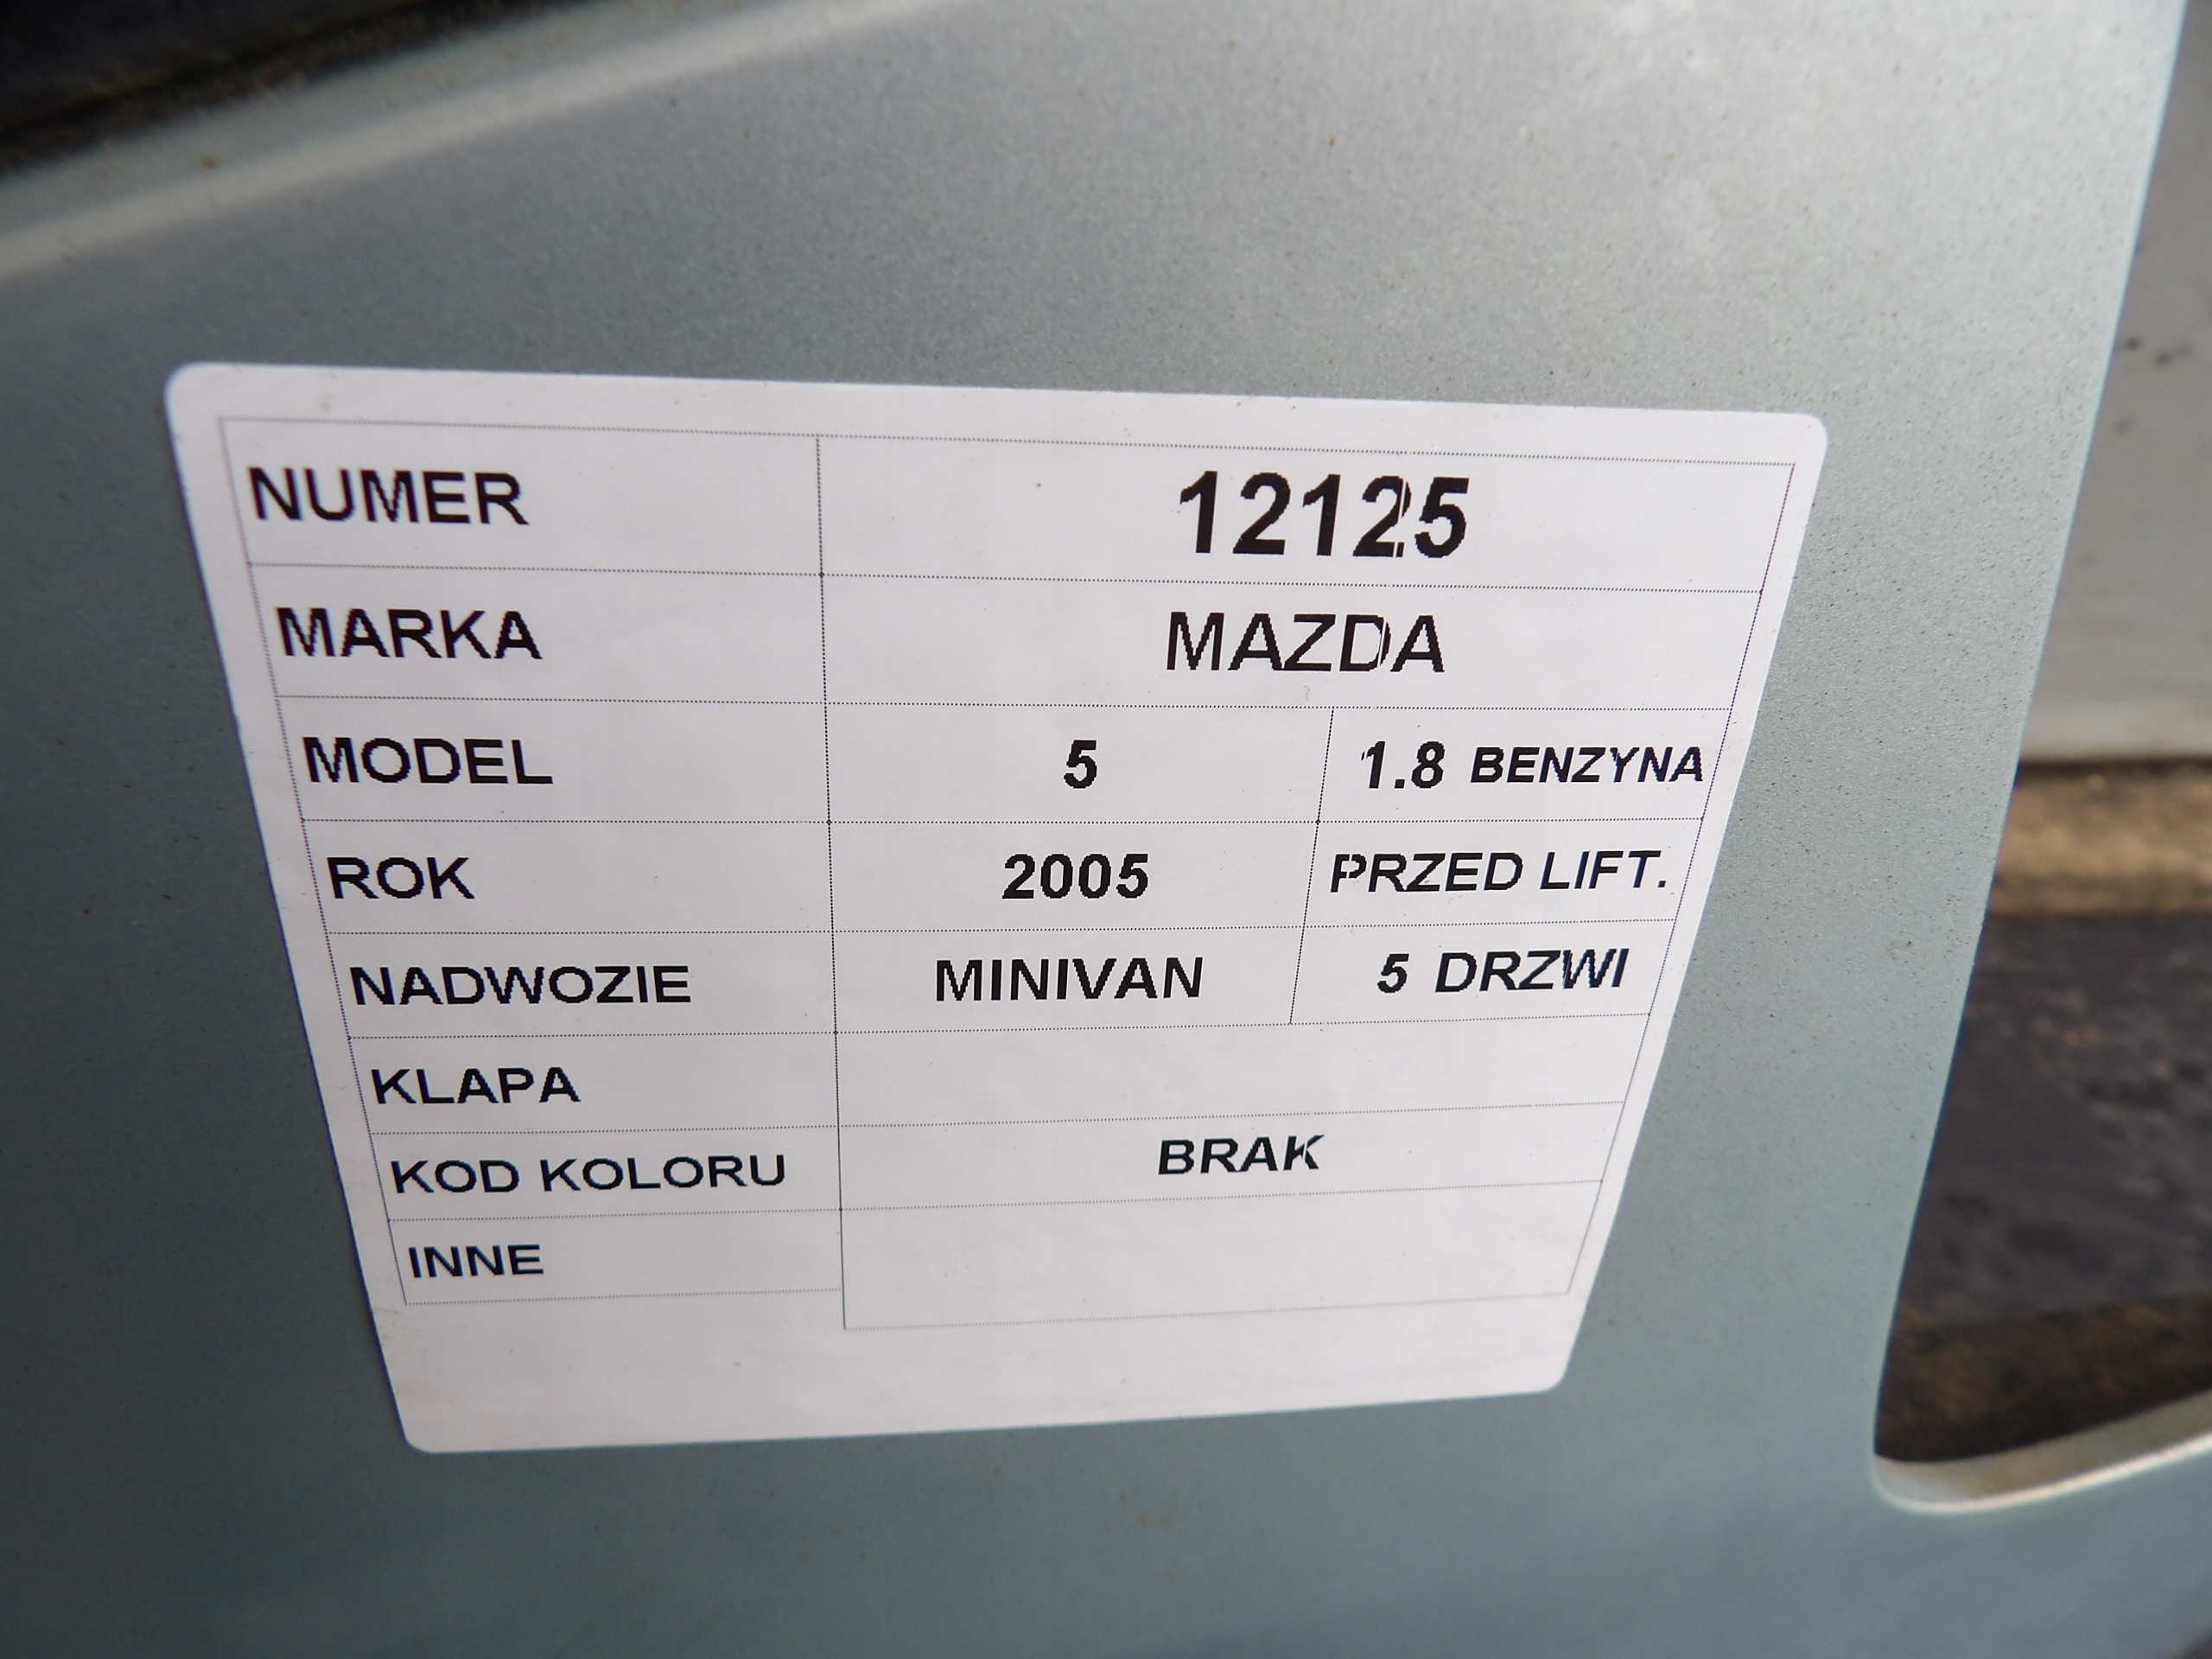 NUMER 12125
MARKA MAZDA
MODEL 5 1.8 BENZYNA
ROK 2005 PRZED LIFT.
NADWOZIE MINIVAN 5 DRZWI
KLAPA
KOD KOLORU BRAK
INNE